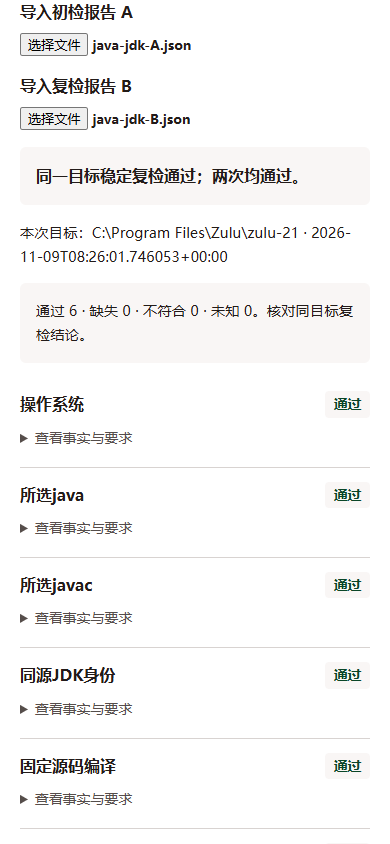 导入初检报告 A
选择文件 java-jdk-A.json
导入复检报告 B
选择文件 java-jdk-B.json
同一目标稳定复检通过；两次均通过。
本次目标：C:\Program Files\Zulu\zulu-21 · 2026-
11-09T08:26:01.746053+00:00
通过 6 · 缺失 0 · 不符合 0 · 未知 0。核对同目标复
检结论。
操作系统 通过
▶ 查看事实与要求
所选java 通过
▶ 查看事实与要求
所选javac 通过
▶ 查看事实与要求
同源JDK身份 通过
▶ 查看事实与要求
固定源码编译 通过
▶ 查看事实与要求